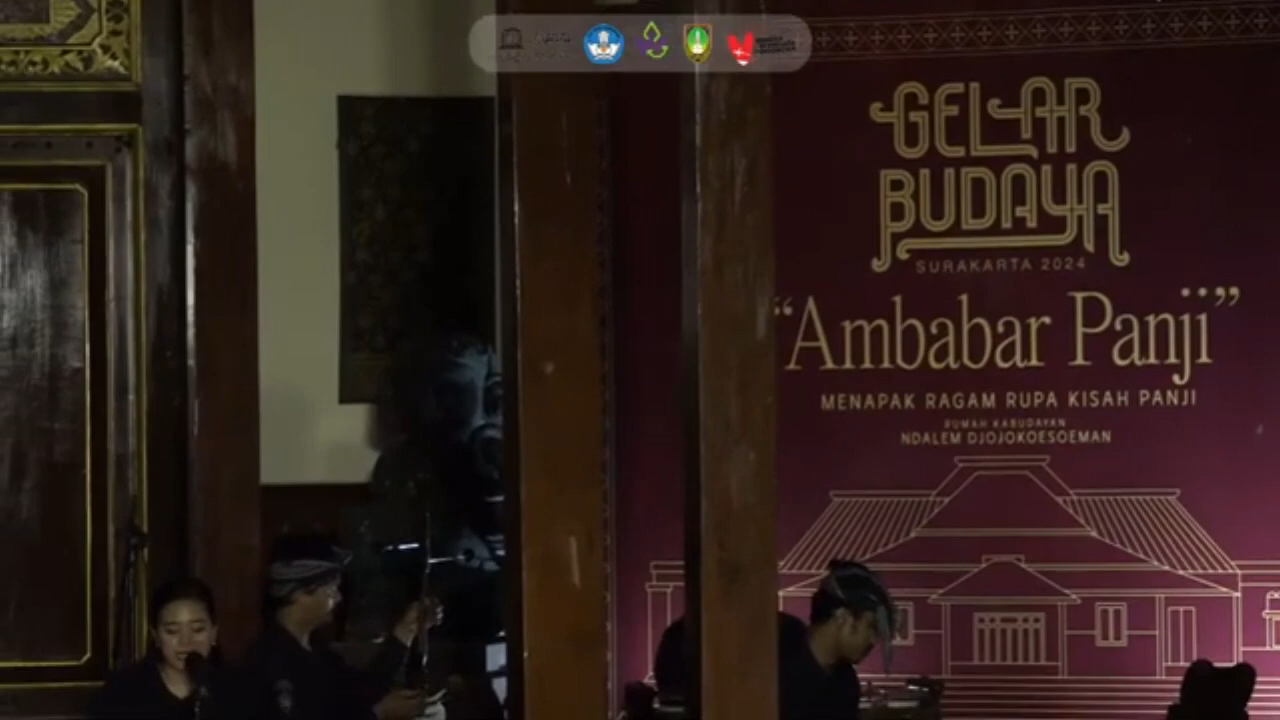 GELAR
BUDAYA
SURAKARTA 2024
“Ambabar Panji”
MENAPAK RAGAM RUPA KISAH PANJI
RUMAH KABUDAYAN
NDALEM DJOJOKOESOEMAN